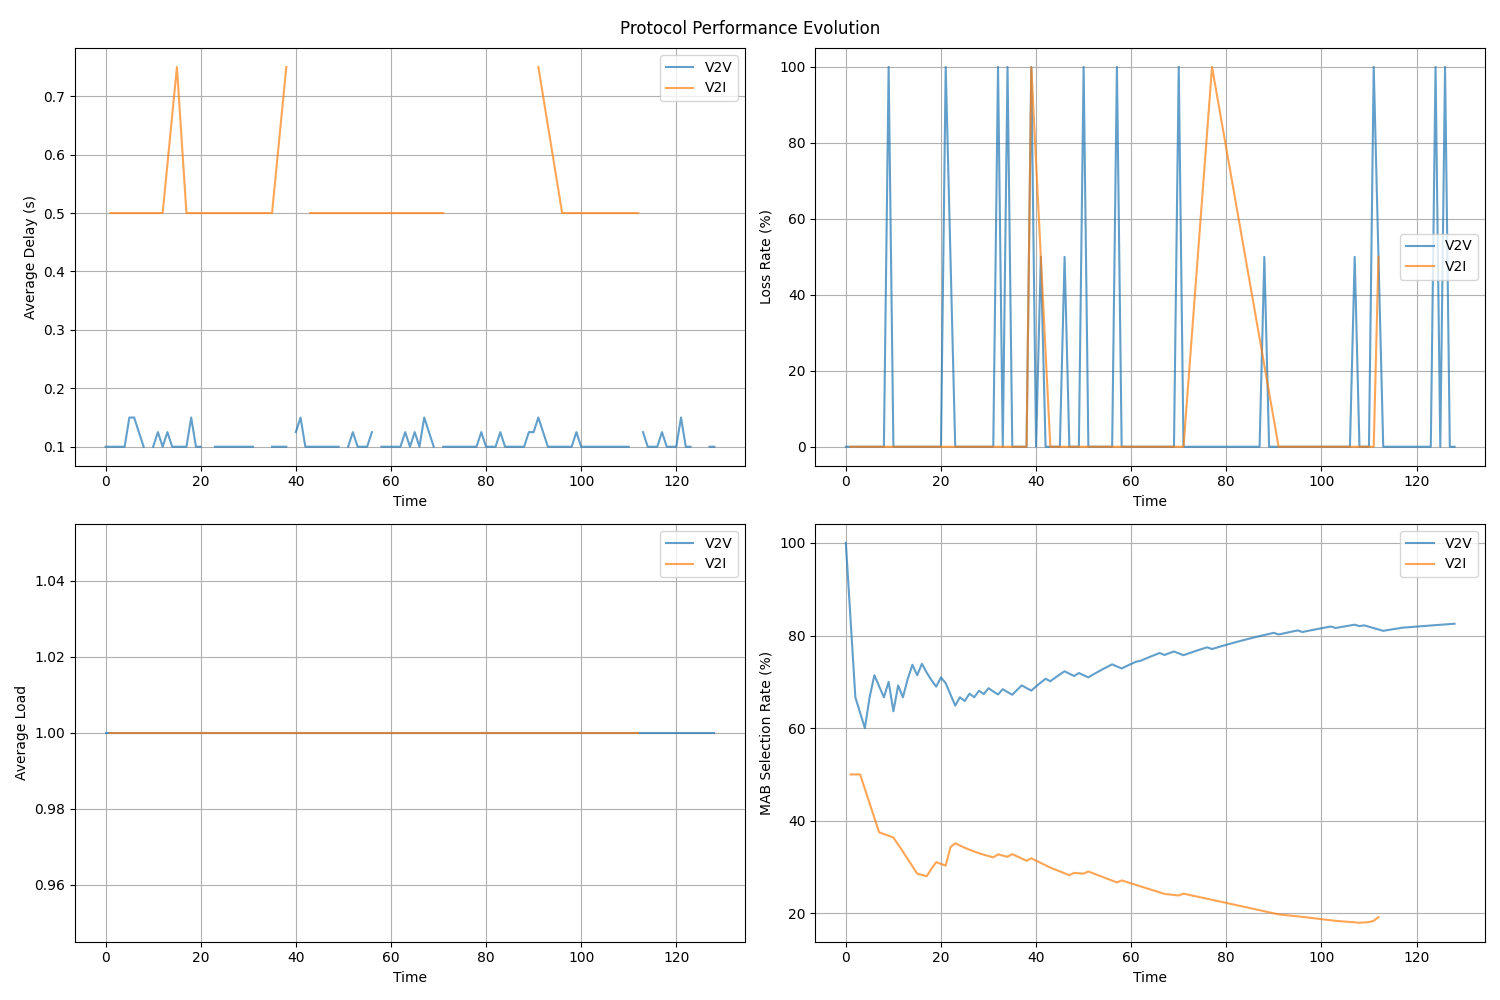 Protocol Performance Evolution
Average Delay (s)
0.7
0.6
0.5
0.4
0.3
0.2
0.1
0 20 40 60 80 100 120
Time
V2V
V2I
Loss Rate (%)
100
80
60
40
20
0
0 20 40 60 80 100 120
Time
V2V
V2I
Average Load
1.04
1.02
1.00
0.98
0.96
0 20 40 60 80 100 120
Time
V2V
V2I
MAB Selection Rate (%)
100
80
60
40
20
0 20 40 60 80 100 120
Time
V2V
V2I